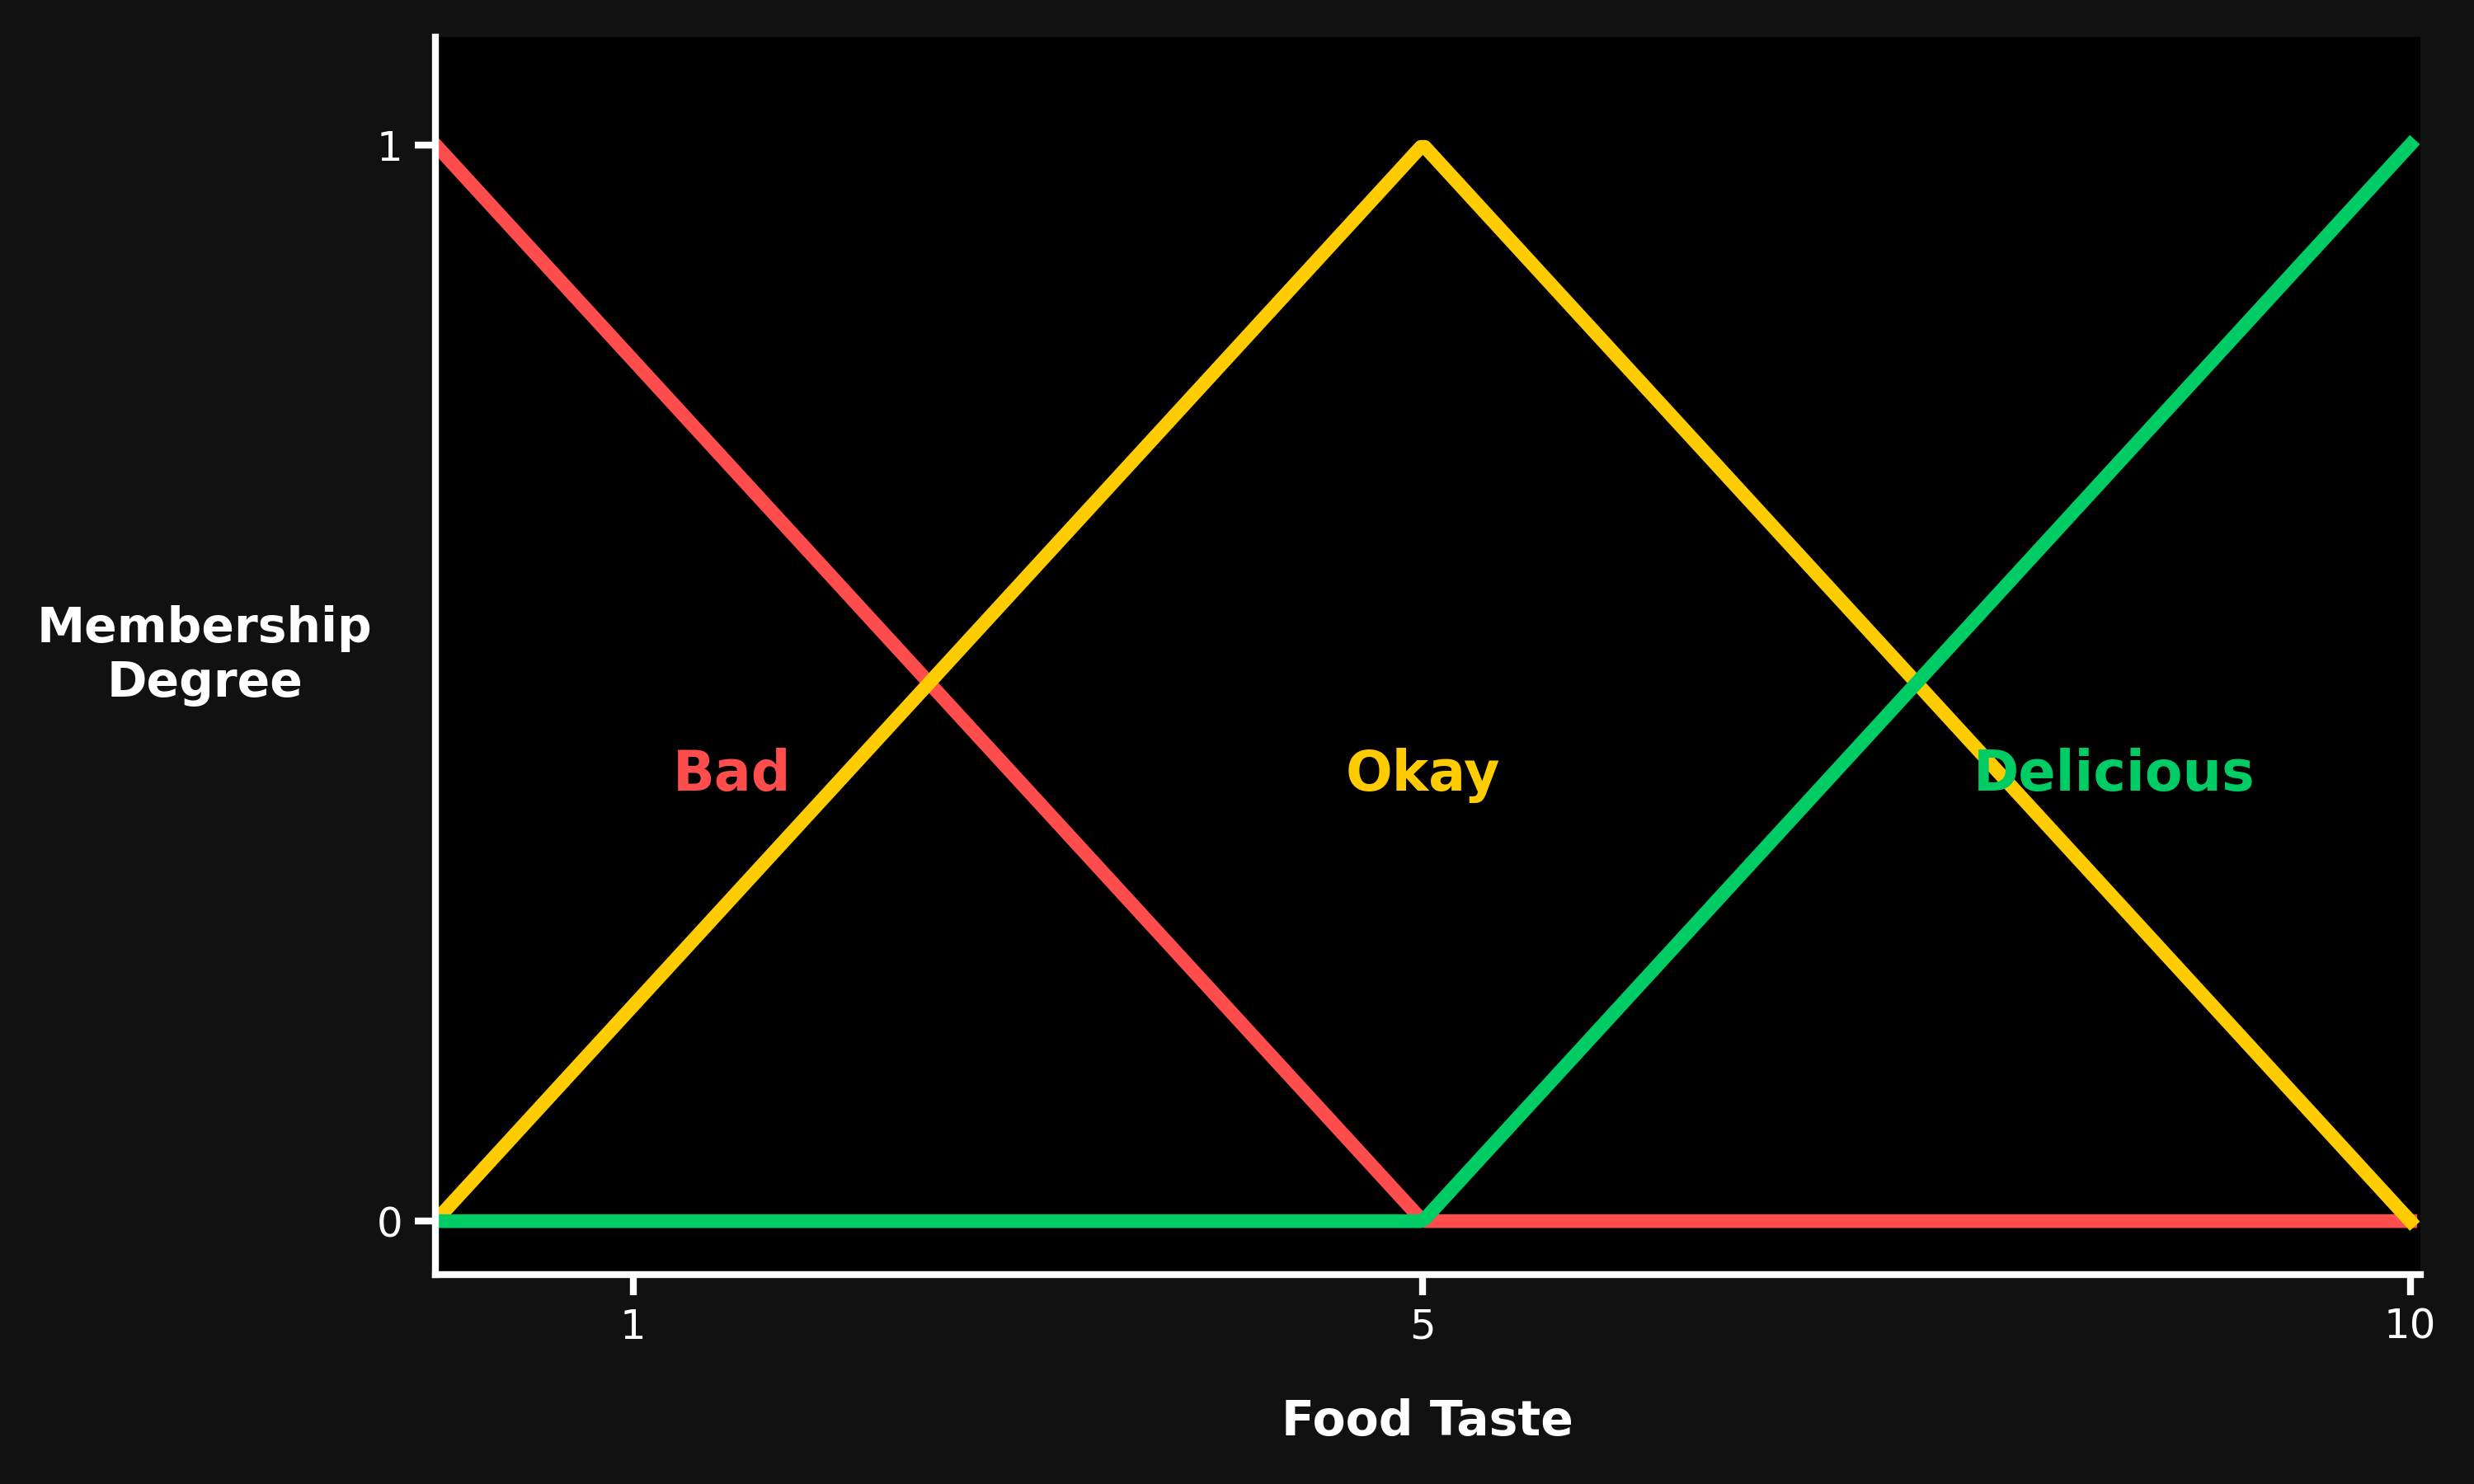 1
Membership
Degree
Bad
Okay
Delicious
0
1
5
10
Food Taste